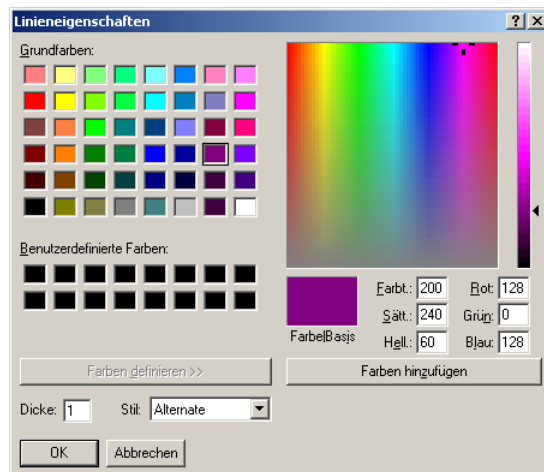 Linieneigenschaften
Grundfarben:
Benutzerdefinierte Farben:
Farben definieren >>
Dicke: 1 Stil: Alternate
OK Abbrechen
Farbe|Basis
Farbt.: 200 Rot: 128
Sätt.: 240 Grün: 0
Hell.: 60 Blau: 128
Farben hinzufügen